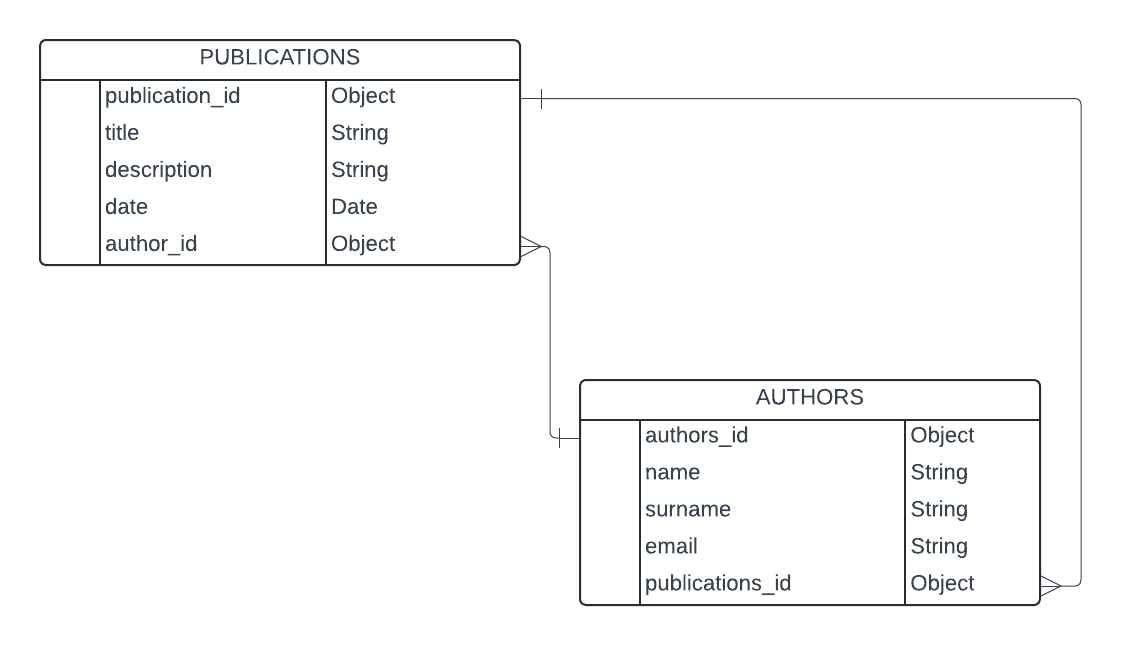 PUBLICATIONS
publication_id Object
title String
description String
date Date
author_id Object
AUTHORS
authors_id Object
name String
surname String
email String
publications_id Object